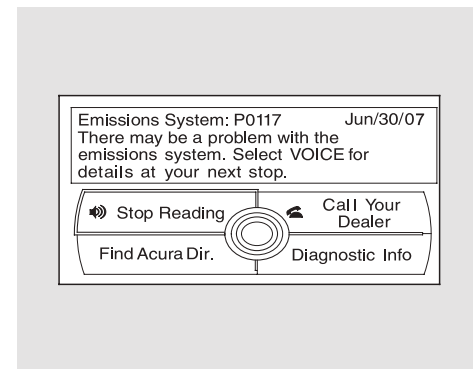 Emissions System: P0117 Jun/30/07
There may be a problem with the
emissions system. Select VOICE for
details at your next stop.
Stop Reading
Call Your
Dealer
Find Acura Dir.
Diagnostic Info